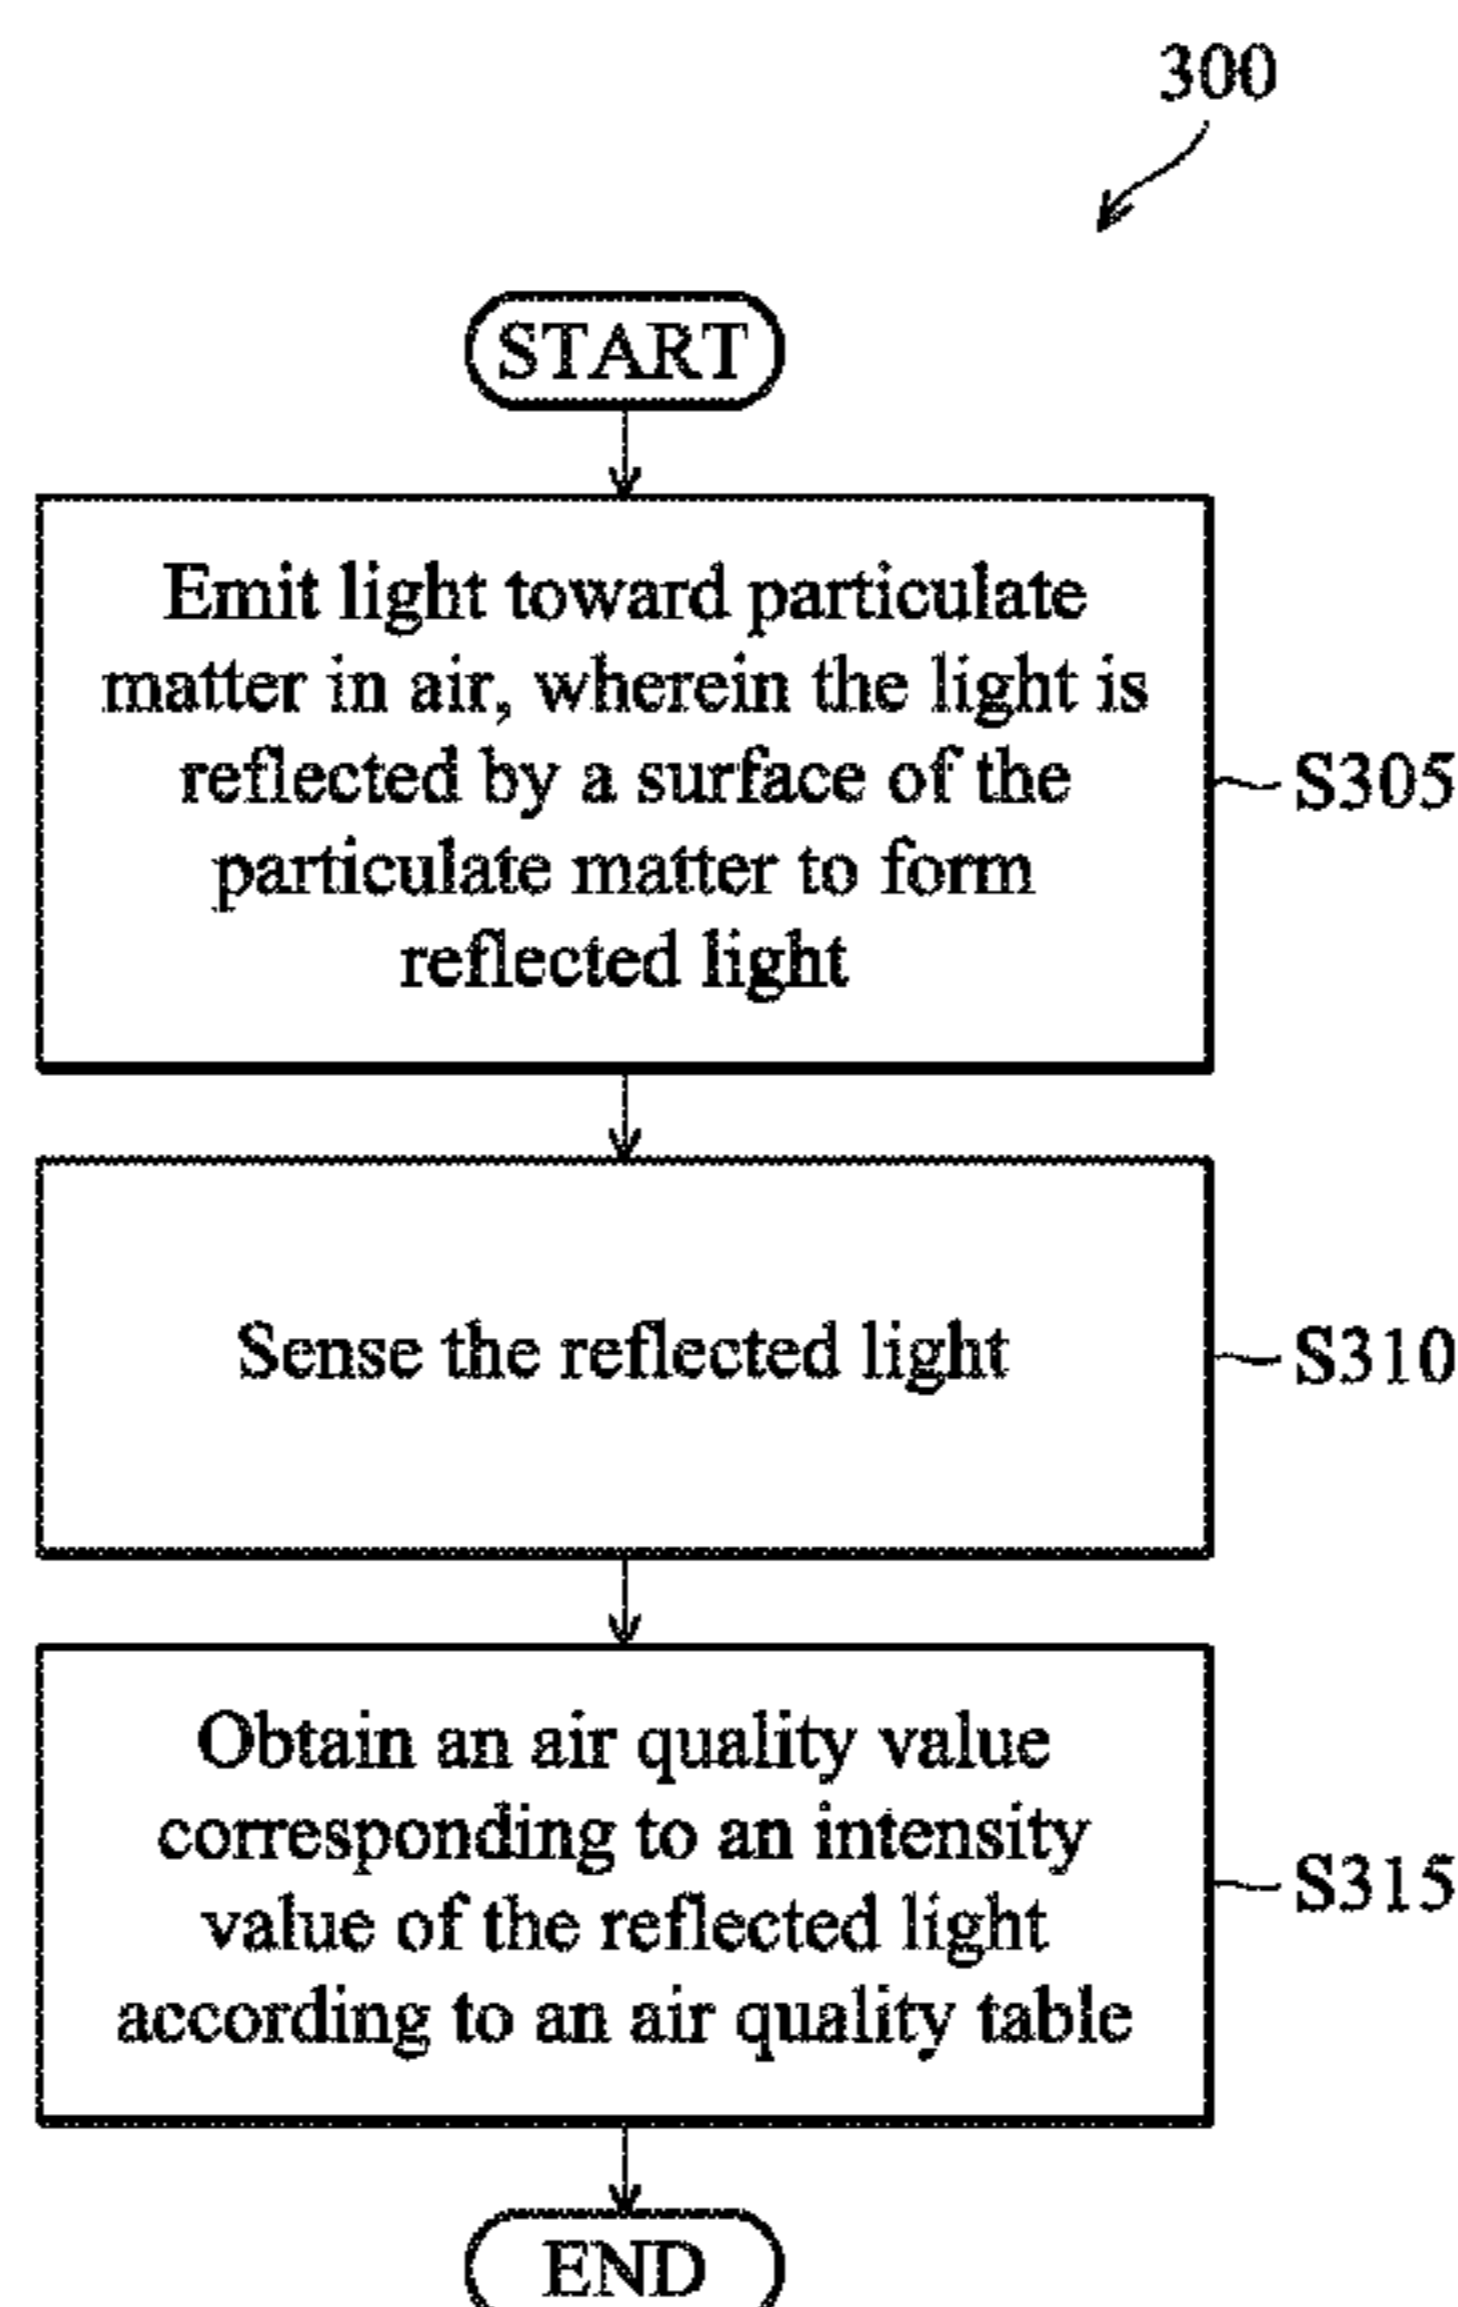 300
START
Emit light toward particulate
matter in air, wherein the light is
reflected by a surface of the
particulate matter to form
reflected light
S305
Sense the reflected light
S310
Obtain an air quality value
corresponding to an intensity
value of the reflected light
according to an air quality table
S315
END